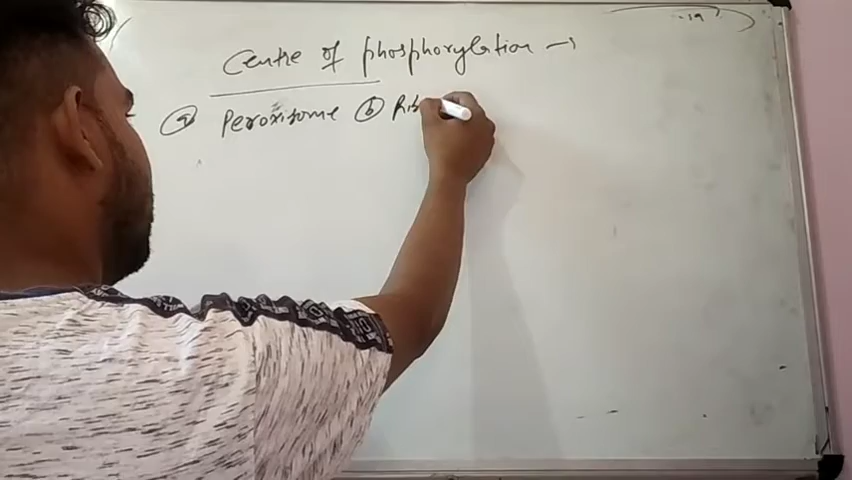 Centre of phosphorylation →
ⓐ Peroxisome ⓑ Rib